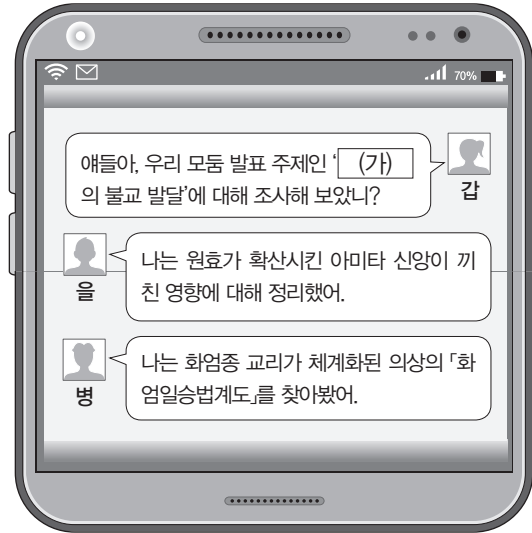 70%
얘들아, 우리 모둠 발표 주제인 ‘ (가)
의 불교 발달’에 대해 조사해 보았니?
갑
나는 원효가 확산시킨 아미타 신앙이 끼
친 영향에 대해 정리했어.
을
나는 화엄종 교리가 체계화된 의상의 「화
엄일승법계도」를 찾아봤어.
병